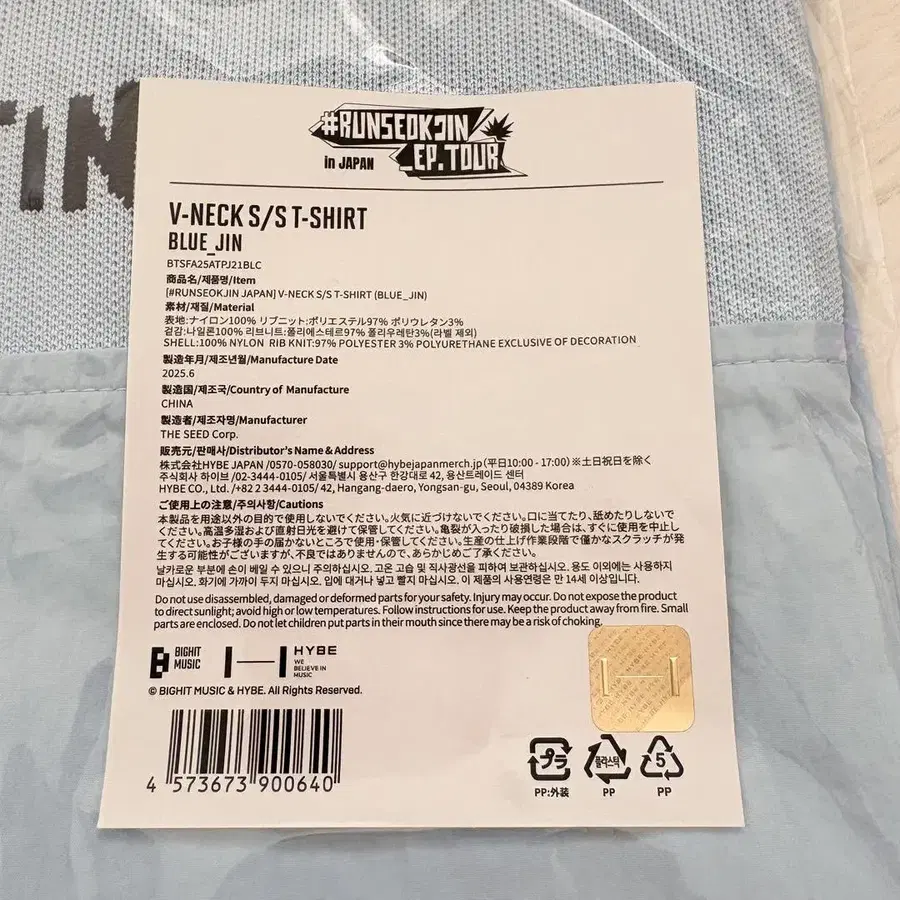 TIN
#RUNSEOKJIN
in JAPAN
_EP.TOUR
V-NECK S/S T-SHIRT
BLUE_JIN
BTSFA25ATPJ21BLC
商品名/제품명/Item
[#RUNSEOKJIN JAPAN] V-NECK S/S T-SHIRT (BLUE_JIN)
素材/재질/Material
表地:ナイロン100% リブニット:ポリエステル97% ポリウレタン3%
겉감:나일론100% 리브니트:폴리에스테르97% 폴리우레탄3%(라벨 제외)
SHELL:100% NYLON RIB KNIT:97% POLYESTER 3% POLYURETHANE EXCLUSIVE OF DECORATION
製造年月/제조년월/Manufacture Date
2025.6
製造国/제조국/Country of Manufacture
CHINA
製造者/제조자명/Manufacturer
THE SEED Corp.
販売元/판매사/Distributor's Name & Address
株式会社HYBE JAPAN /0570-058030/ support@hybejapanmerch.jp(平日10:00 - 17:00)※土日祝日を除く
주식회사 하이브 /02-3444-0105/ 서울특별시 용산구 한강대로 42, 용산트레이드 센터
HYBE CO., Ltd. /+82 2 3444-0105/ 42, Hangang-daero, Yongsan-gu, Seoul, 04389 Korea
ご使用上の注意/주의사항/Cautions
本製品を用途以外の目的で使用しないでください。火気に近づけないでください。口に当てたり、舐めたりしないで
ください。高温多湿および直射日光を避けて保管してください。亀裂が入ったり破損した場合は、すぐに使用を中止し
てください。お子様の手の届かないところで使用・保管してください。生産の仕上げ作業段階で僅かなスクラッチが発
生する可能性がございますが、不良ではありませんので、あらかじめご了承ください。
날카로운 부분에 손이 베일 수 있으니 주의하십시오. 고온 고습 및 직사광선을 피하여 보관하십시오. 용도 이외에는 사용하지
마십시오. 화기에 가까이 두지 마십시오. 입에 대거나 넣고 빨지 마십시오. 이 제품의 사용연령은 만 14세 이상입니다.
Do not use disassembled, damaged or deformed parts for your safety. Injury may occur. Do not expose the product
to direct sunlight; avoid high or low temperatures. Follow instructions for use. Keep the product away from fire. Small
parts are enclosed. Do not let children put parts in their mouth since there may be a risk of choking.
BIGHIT
MUSIC
HYBE
WE
BELIEVE IN
MUSIC
© BIGHIT MUSIC & HYBE. All Rights Reserved.
4 573673 900640
プラ
PP:外装
플라스틱
PP
5
PP